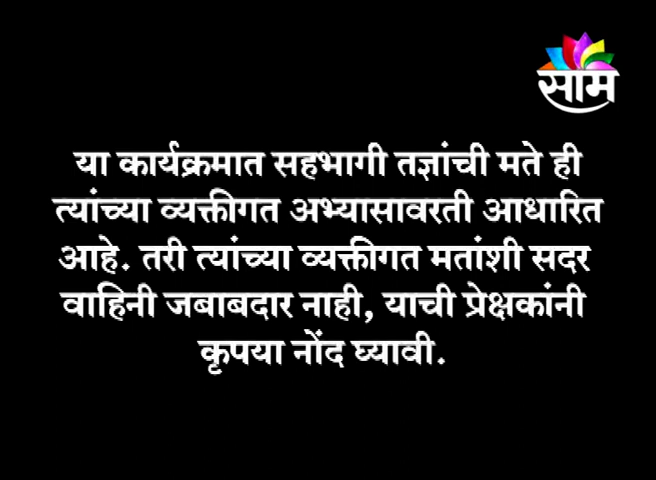 साम
या कार्यक्रमात सहभागी तज्ञांची मते ही
त्यांच्या व्यक्तीगत अभ्यासावरती आधारित
आहे. तरी त्यांच्या व्यक्तीगत मतांशी सदर
वाहिनी जबाबदार नाही, याची प्रेक्षकांनी
कृपया नोंद घ्यावी.